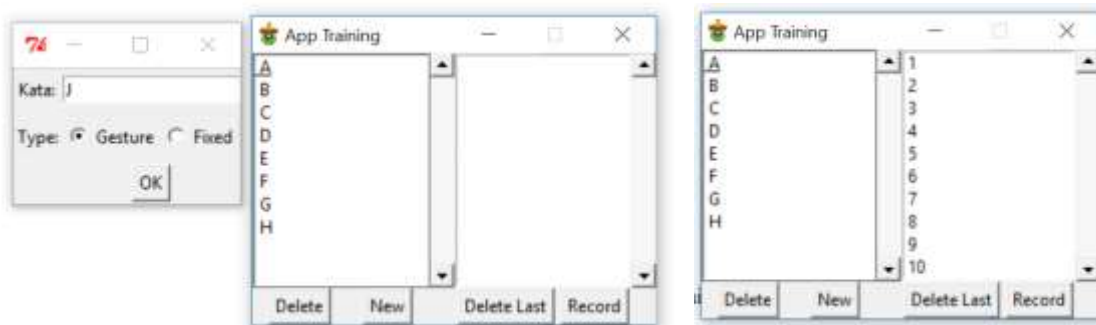 76
Kata: J
Type: Gesture Fixed
OK
App Training
A
B
C
D
E
F
G
H
Delete New Delete Last Record
App Training
A
B
C
D
E
F
G
H
1
2
3
4
5
6
7
8
9
10
Delete New Delete Last Record